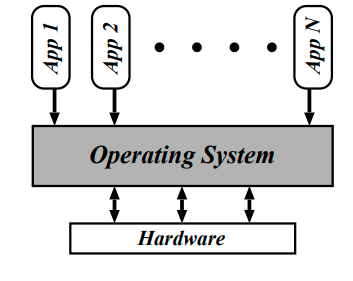 App 1
App 2
App N
Operating System
Hardware